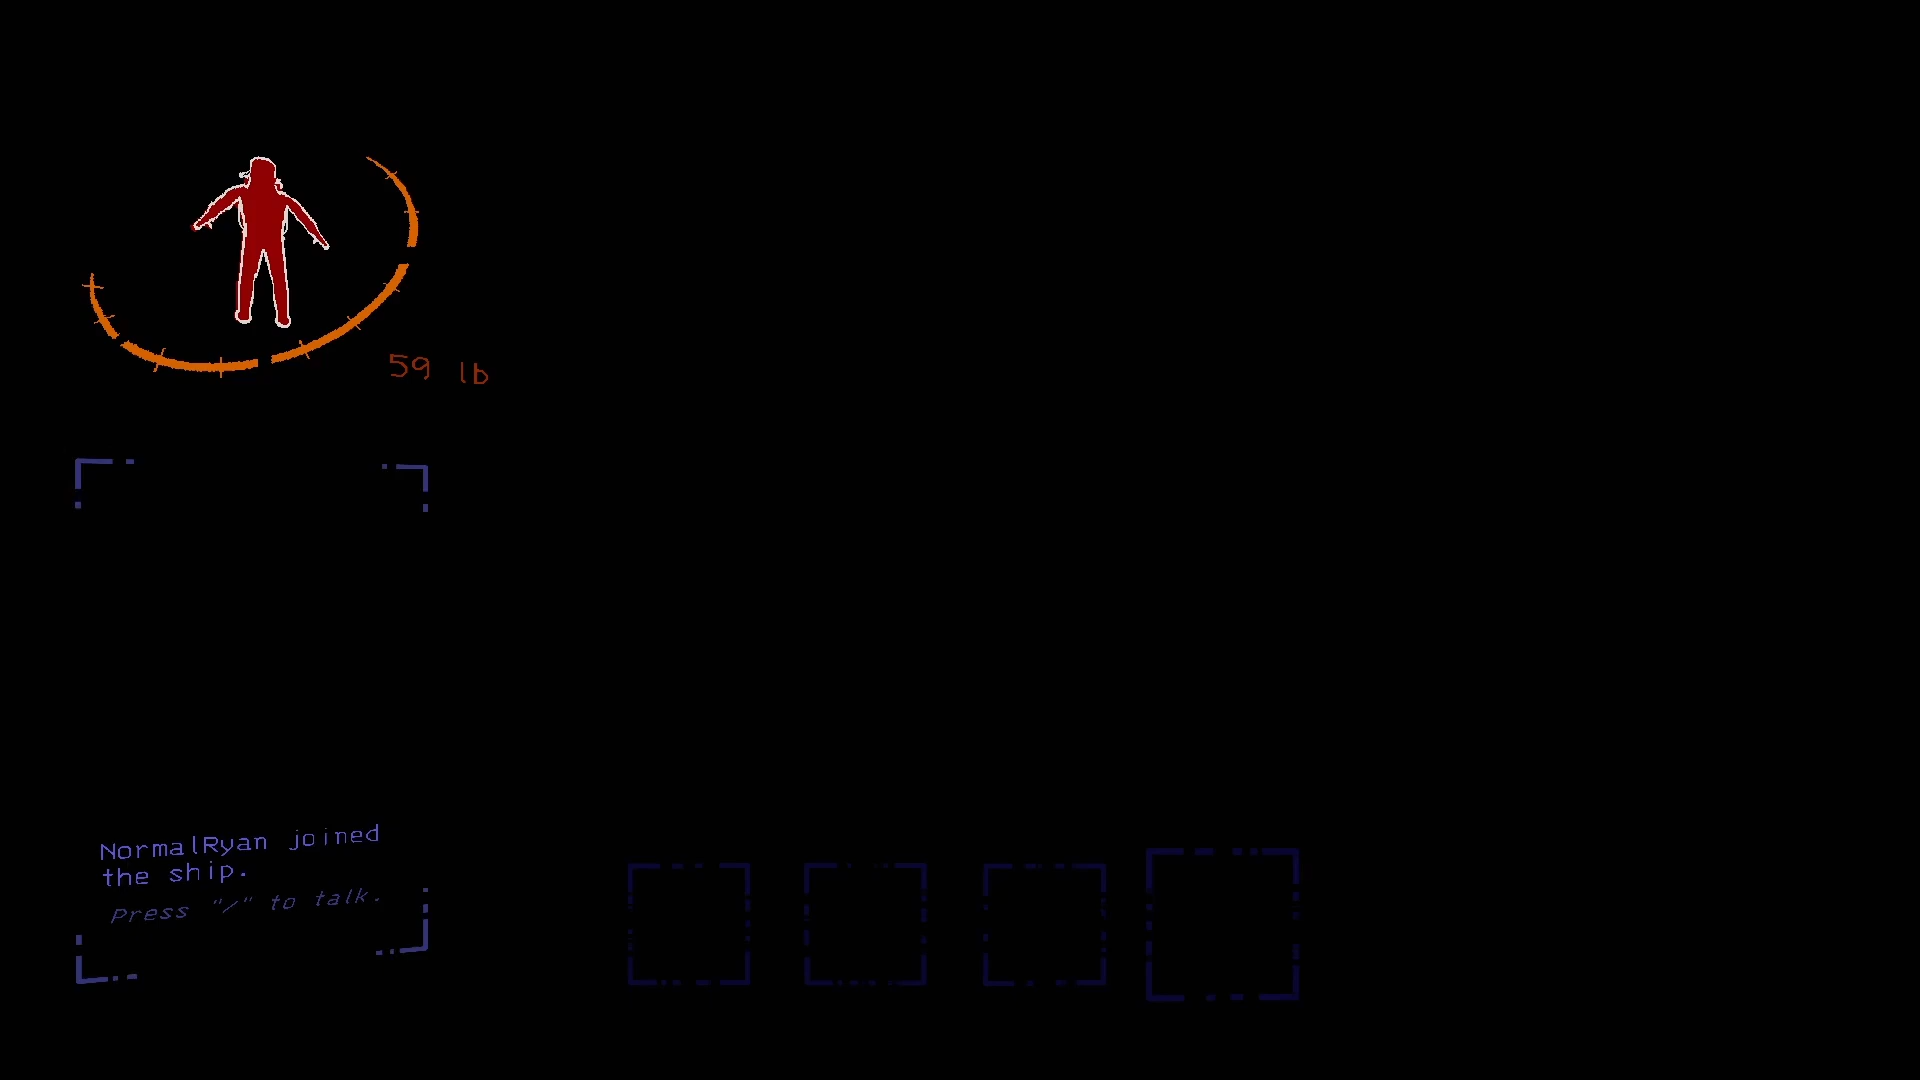 59 lb
NormalRyan joined
the ship.
Press "/" to talk.